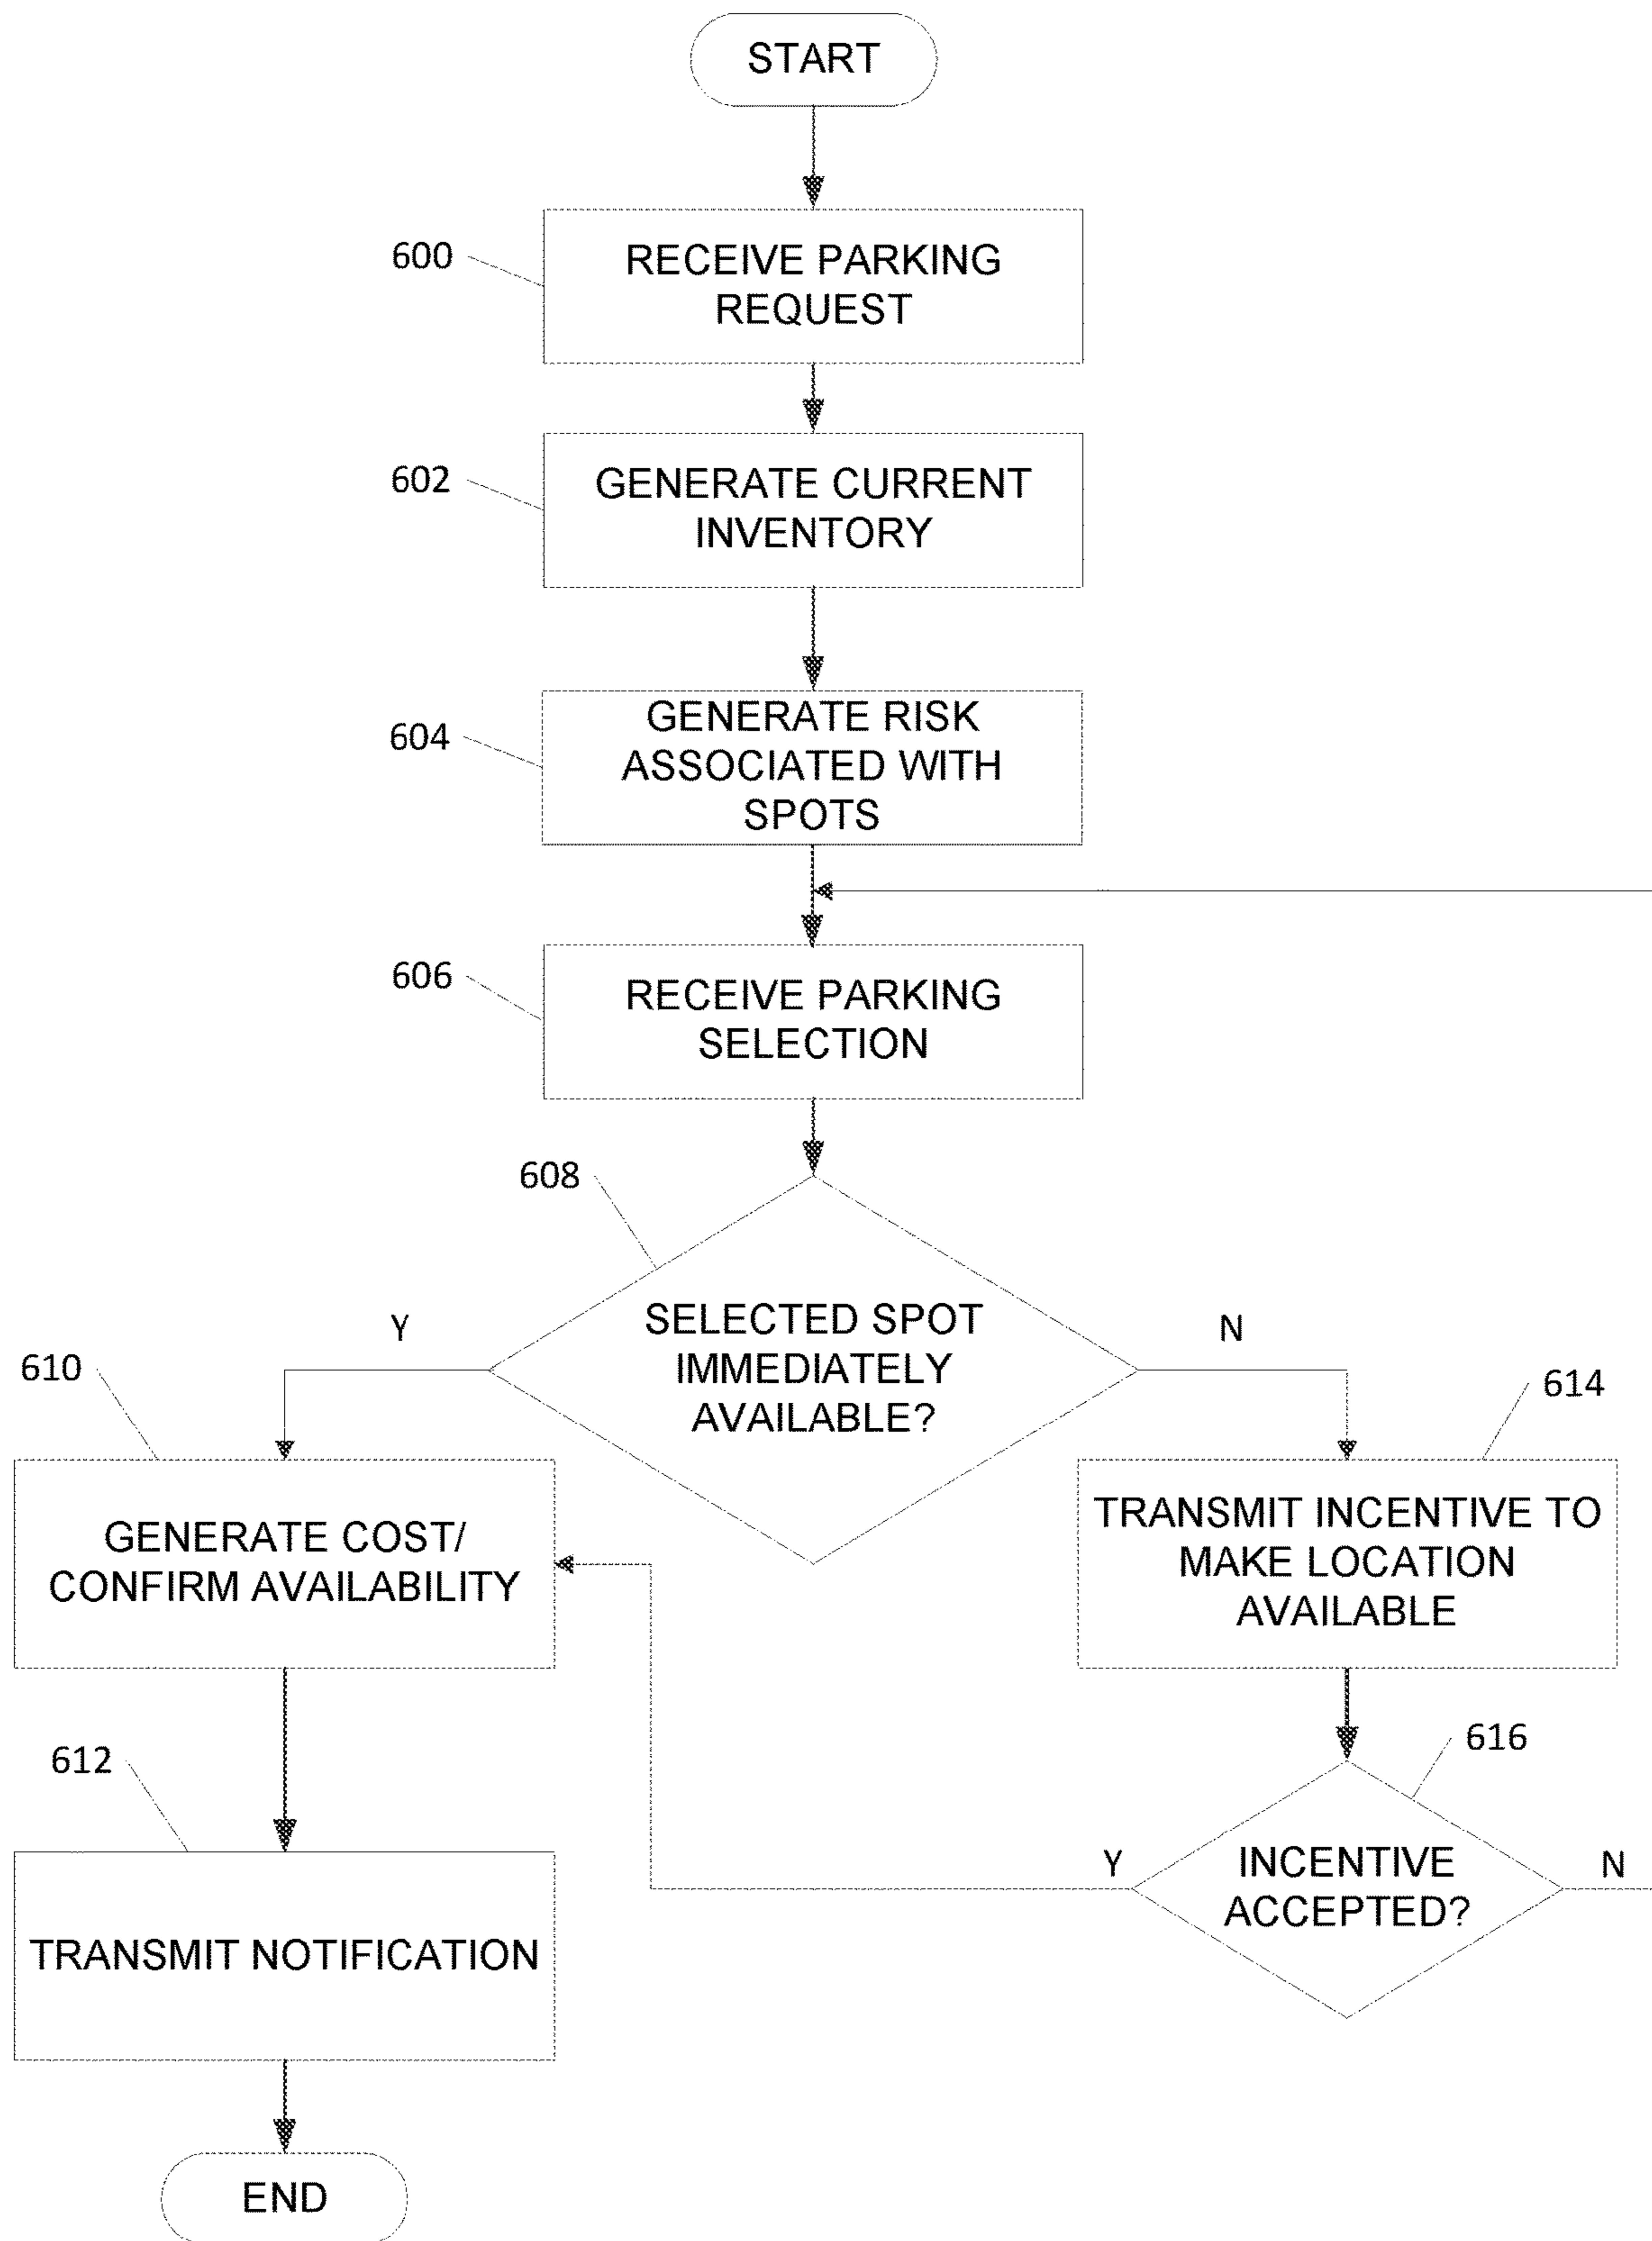 START
600
RECEIVE PARKING
REQUEST
602
GENERATE CURRENT
INVENTORY
604
GENERATE RISK
ASSOCIATED WITH
SPOTS
606
RECEIVE PARKING
SELECTION
608
SELECTED SPOT
IMMEDIATELY
AVAILABLE?
Y
N
610
GENERATE COST/
CONFIRM AVAILABILITY
614
TRANSMIT INCENTIVE TO
MAKE LOCATION
AVAILABLE
612
TRANSMIT NOTIFICATION
616
INCENTIVE
ACCEPTED?
Y
N
END